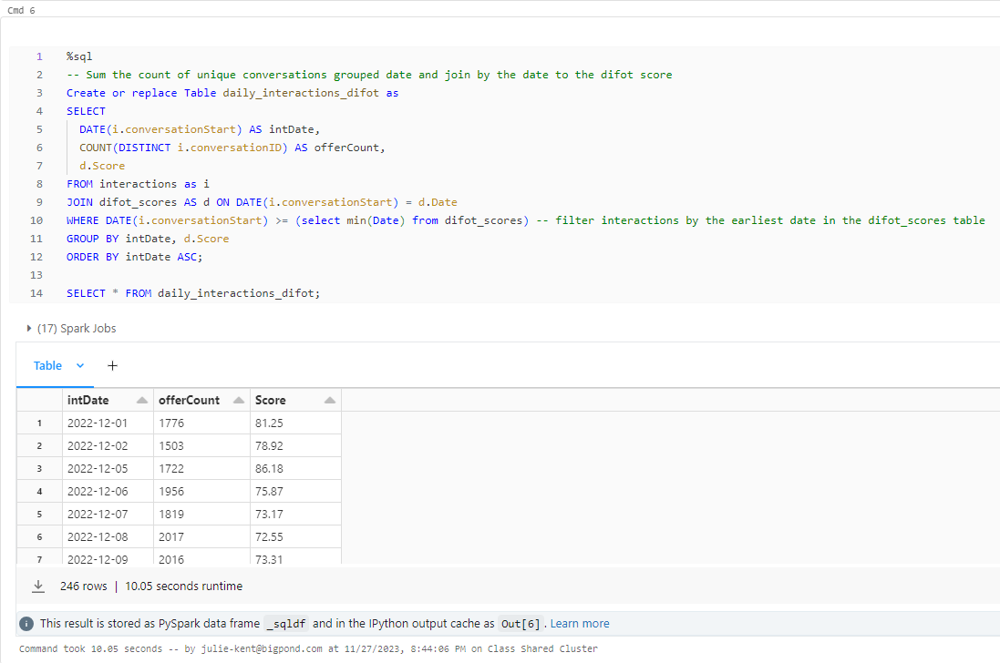 Cmd 6
1 %sql
2 -- Sum the count of unique conversations grouped date and join by the date to the difot score
3 Create or replace Table daily_interactions_difot as
4 SELECT
5 DATE(i.conversationStart) AS intDate,
6 COUNT(DISTINCT i.conversationID) AS offerCount,
7 d.Score
8 FROM interactions as i
9 JOIN difot_scores AS d ON DATE(i.conversationStart) = d.Date
10 WHERE DATE(i.conversationStart) >= (select min(Date) from difot_scores) -- filter interactions by the earliest date in the difot_scores table
11 GROUP BY intDate, d.Score
12 ORDER BY intDate ASC;
13
14 SELECT * FROM daily_interactions_difot;
(17) Spark Jobs
Table +
intDate offerCount Score
1 2022-12-01 1776 81.25
2 2022-12-02 1503 78.92
3 2022-12-05 1722 86.18
4 2022-12-06 1956 75.87
5 2022-12-07 1819 73.17
6 2022-12-08 2017 72.55
7 2022-12-09 2016 73.31
246 rows | 10.05 seconds runtime
This result is stored as PySpark data frame _sqldf and in the IPython output cache as Out[6]. Learn more
Command took 10.05 seconds -- by julie-kent@bigpond.com at 11/27/2023, 8:44:06 PM on Class Shared Cluster